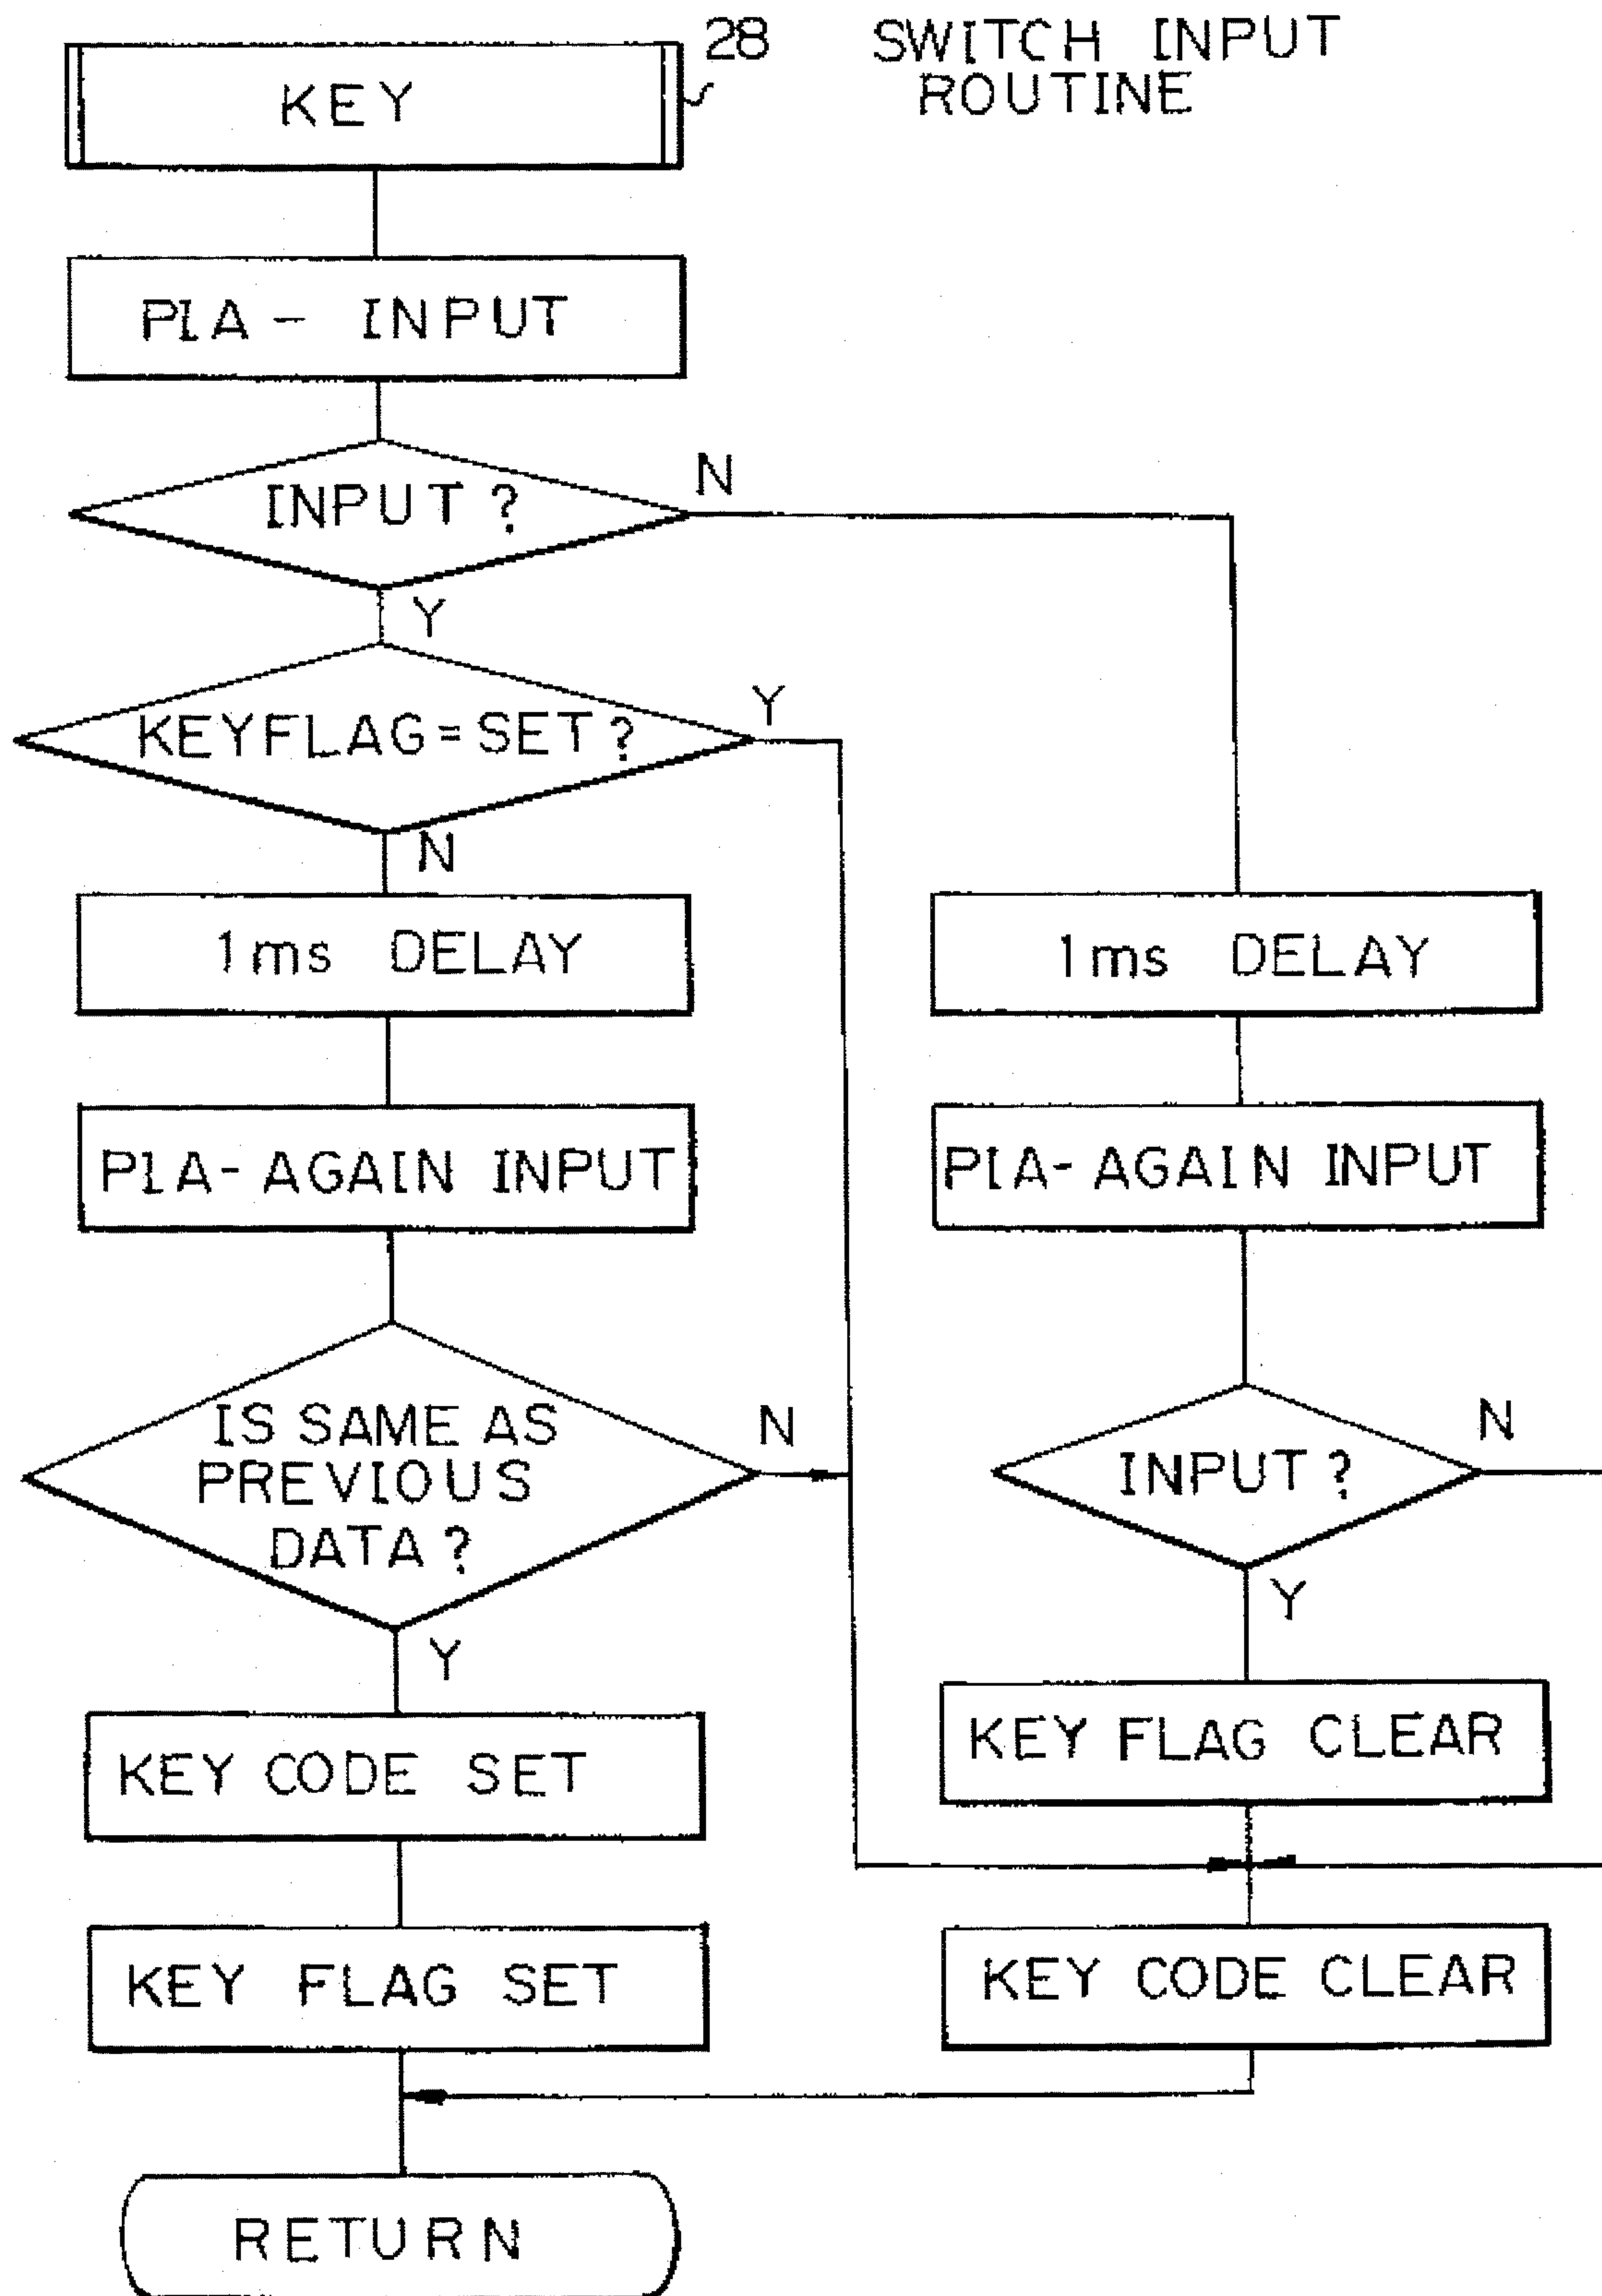 28
SWITCH INPUT
ROUTINE
KEY
PIA - INPUT
INPUT ?
N
Y
KEYFLAG = SET ?
Y
N
1ms DELAY
PIA - AGAIN INPUT
IS SAME AS
PREVIOUS
DATA ?
N
Y
KEY CODE SET
KEY FLAG SET
1ms DELAY
PIA - AGAIN INPUT
INPUT ?
N
Y
KEY FLAG CLEAR
KEY CODE CLEAR
RETURN